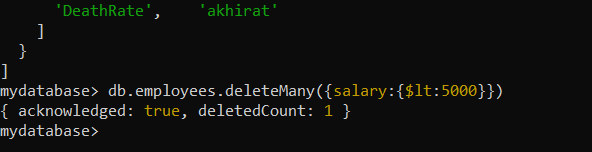 'DeathRate',    'akhirat'
]
}
]
mydatabase> db.employees.deleteMany({salary:{$lt:5000}})
{ acknowledged: true, deletedCount: 1 }
mydatabase>